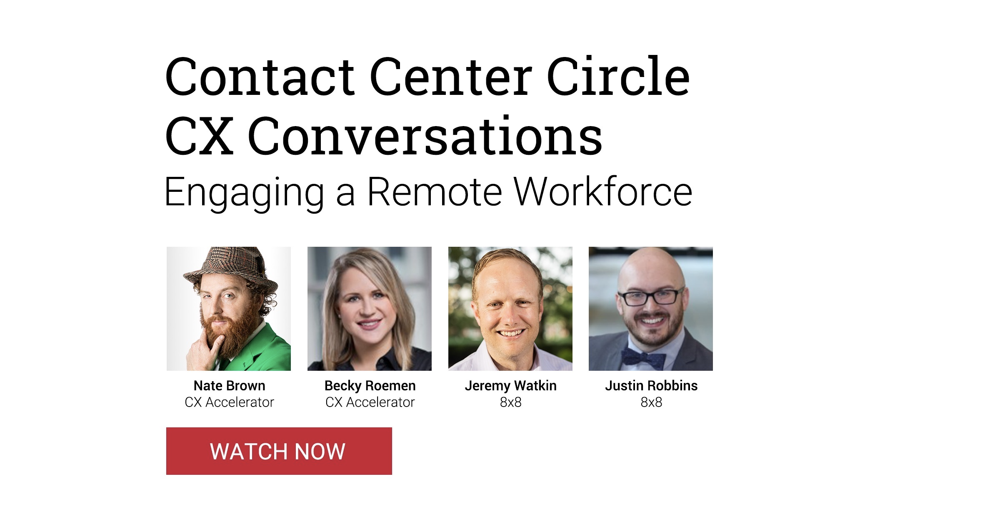 Contact Center Circle
CX Conversations
Engaging a Remote Workforce
Nate Brown
CX Accelerator
Becky Roemen
CX Accelerator
Jeremy Watkin
8x8
Justin Robbins
8x8
WATCH NOW